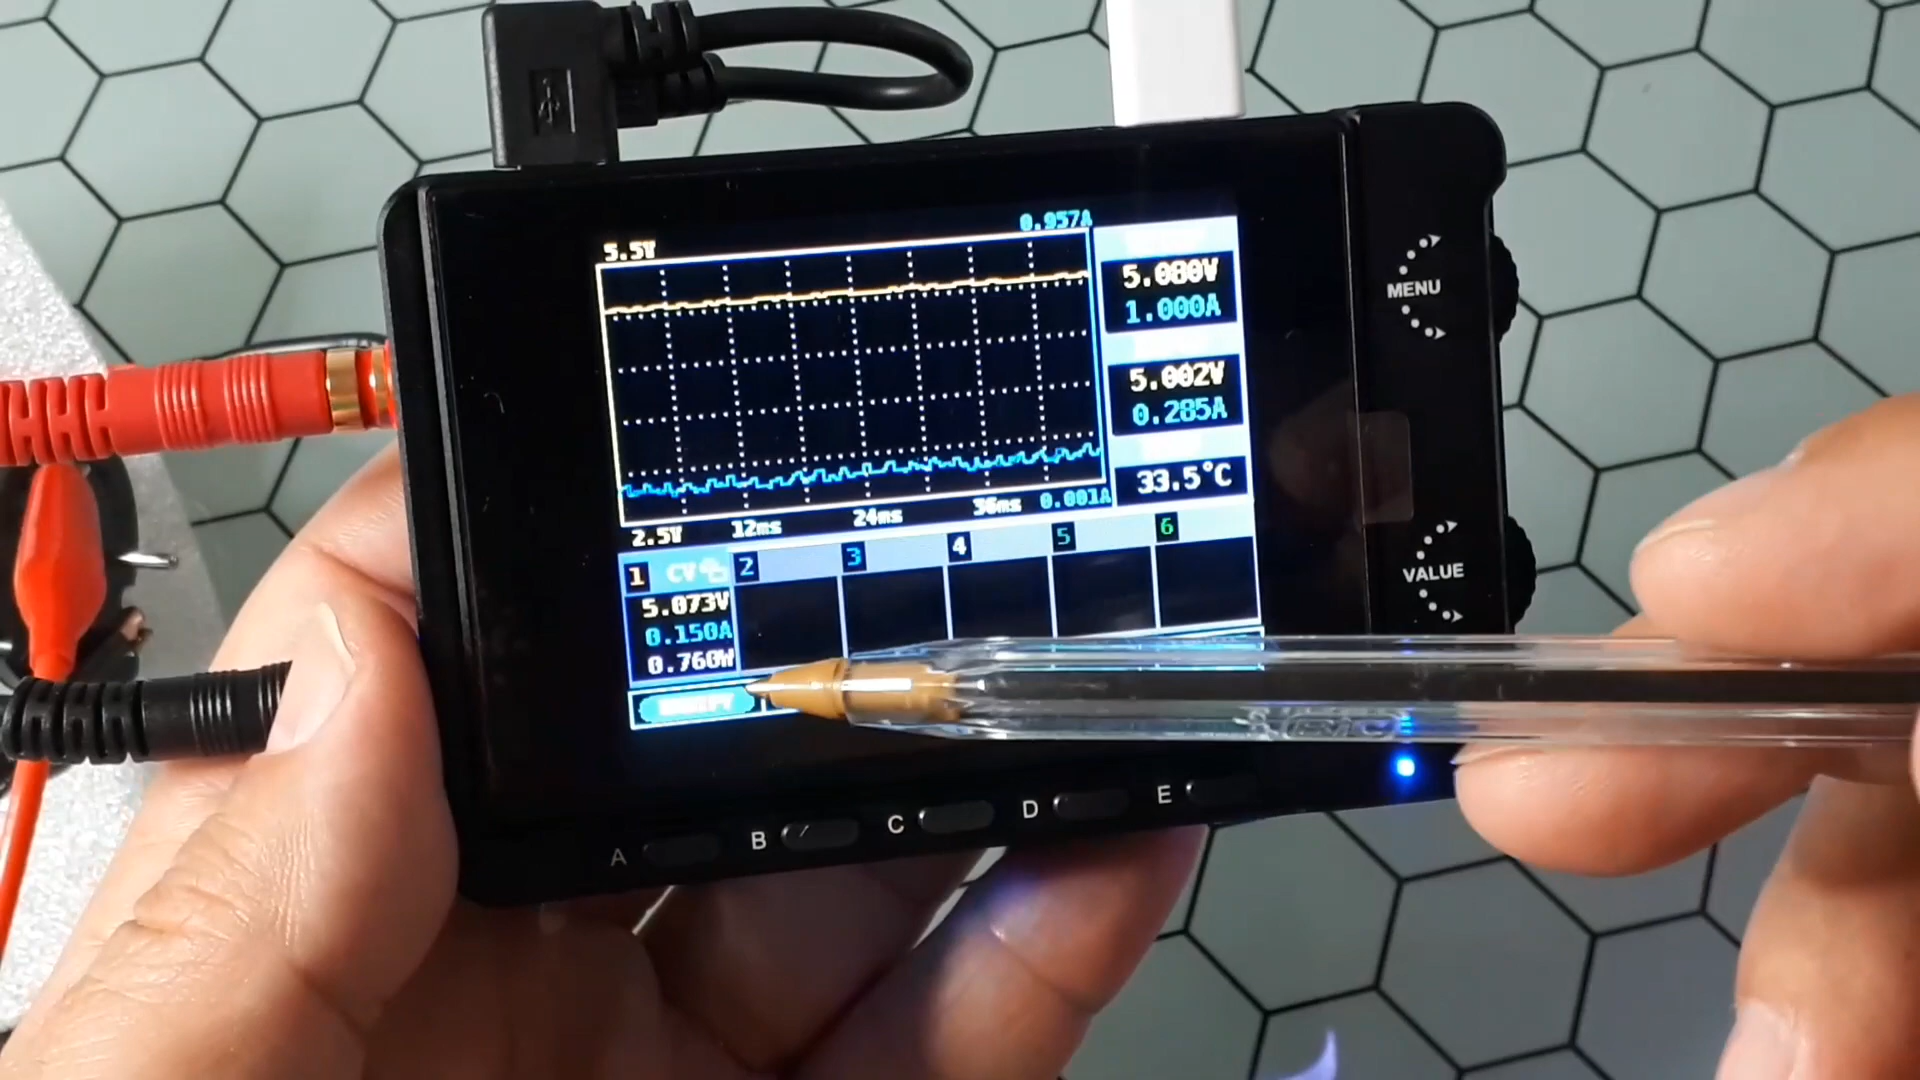 0.957A
5.5V
5.080V
1.000A
5.002V
0.285A
33.5°C
2.5V 12ms 24ms 36ms 0.001A
1 CV 2 3 4 5 6
5.073V
0.150A
0.760W
MENU
VALUE
A B C D E
BIC